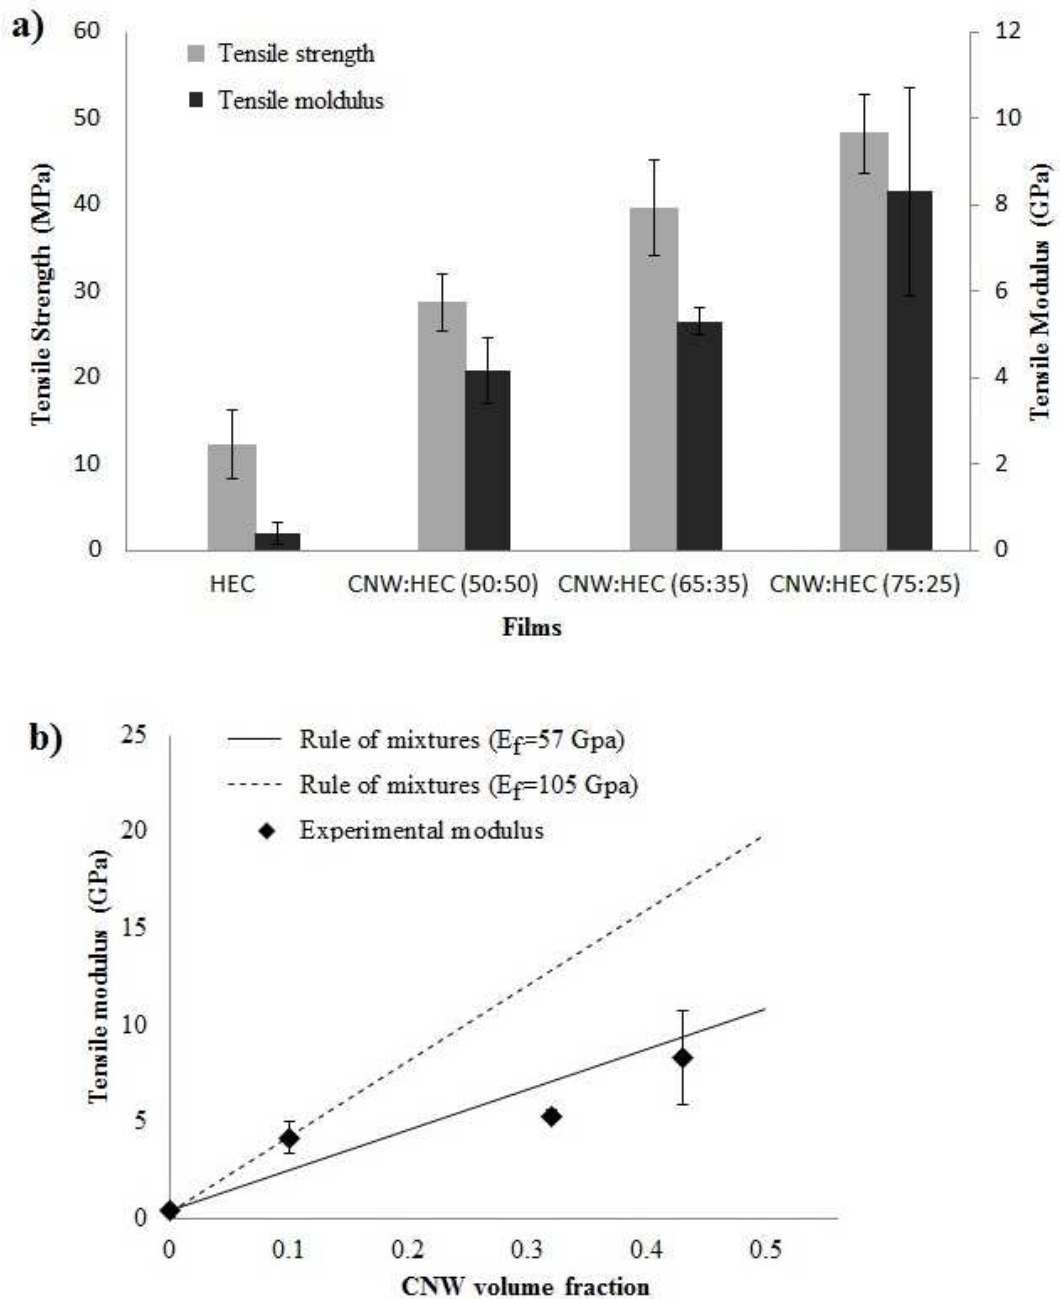 a)
60
50
40
30
20
10
0
Tensile Strength (MPa)
Tensile strength
Tensile moldulus
12
10
8
6
4
2
0
Tensile Modulus (GPa)
HEC
CNW:HEC (50:50)
CNW:HEC (65:35)
CNW:HEC (75:25)
Films
b)
25
20
15
10
5
0
Tensile modulus (GPa)
Rule of mixtures (Ef=57 Gpa)
Rule of mixtures (Ef=105 Gpa)
Experimental modulus
0
0.1
0.2
0.3
0.4
0.5
CNW volume fraction